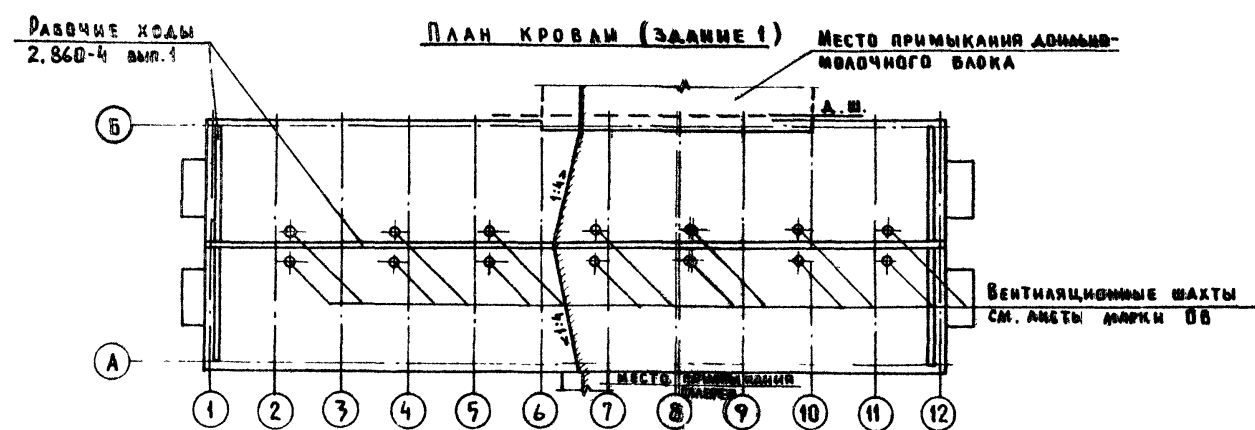 План кровли (здание 1)
Рабочие ходы
2.860-4 вып.1
Место примыкания доильно-
молочного блока
д.ш.
Б
1:4
1:4
Вентиляционные шахты
см. листы марки ОВ
А
место примыкания
галереи
1 2 3 4 5 6 7 8 9 10 11 12